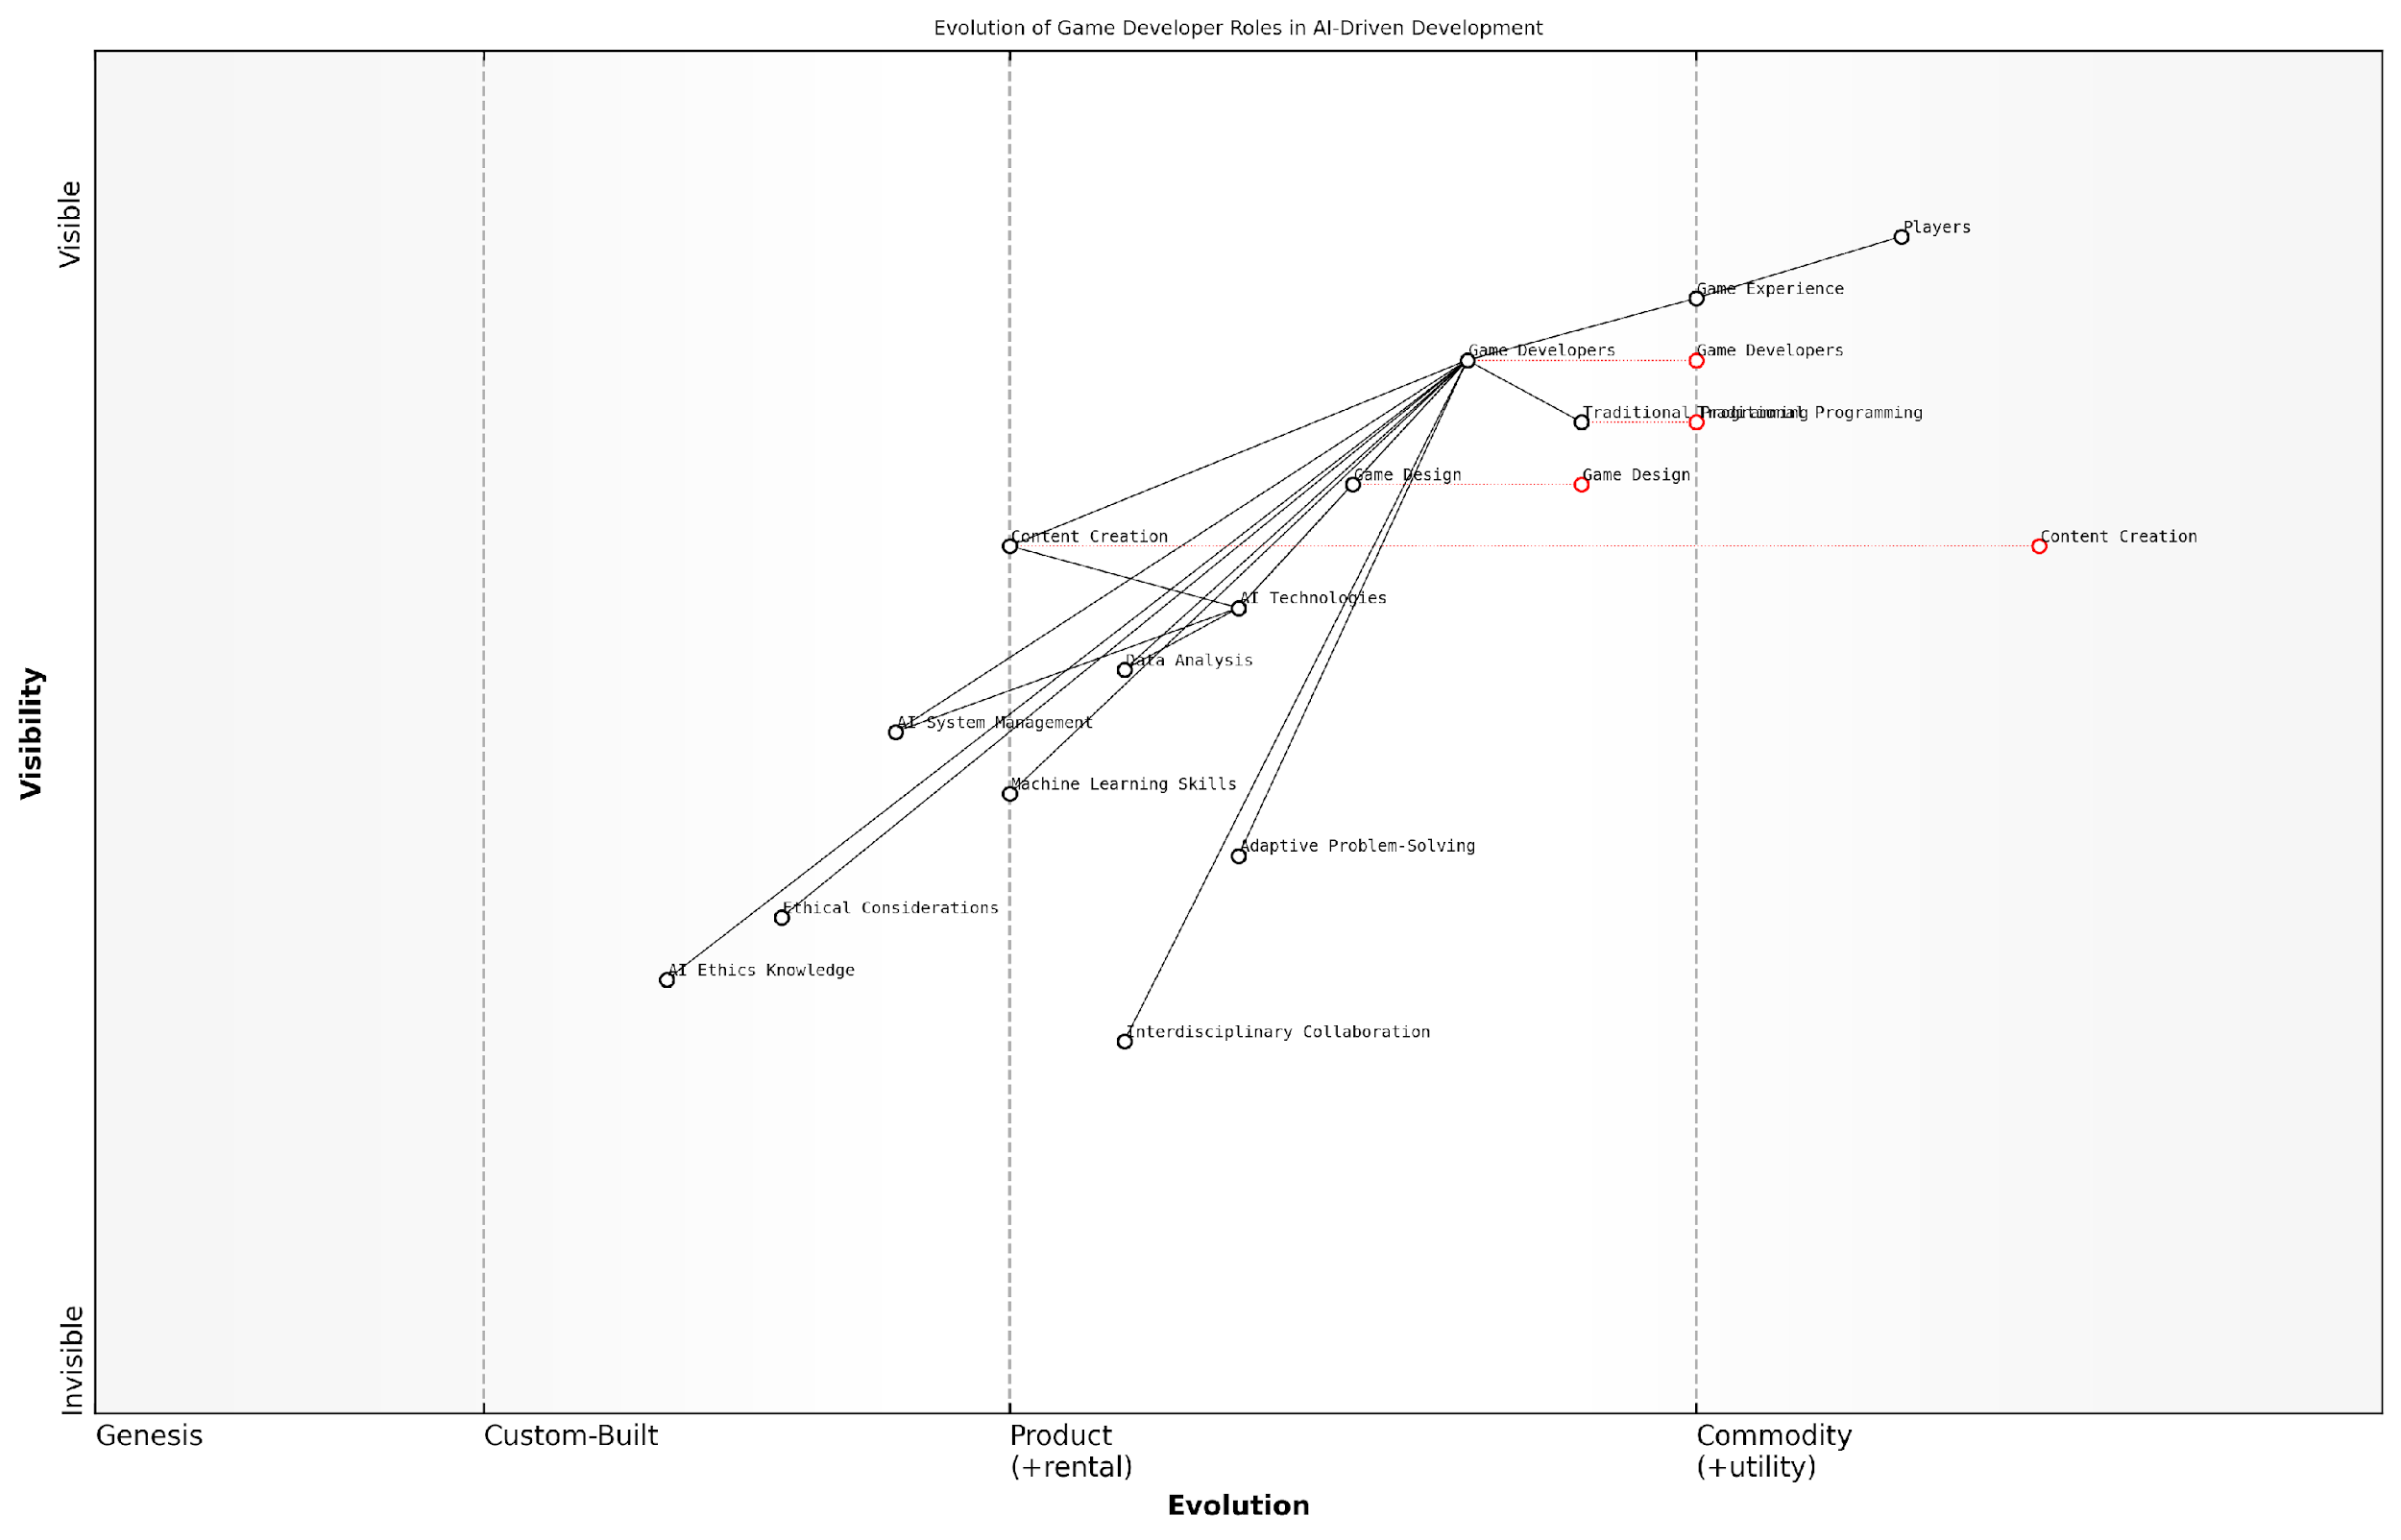 Evolution of Game Developer Roles in AI-Driven Development
Visible
Players
Game Experience
Game Developers
Game Developers
Traditional Programming
Traditional Programming
Game Design
Game Design
Content Creation
Content Creation
AI Technologies
Data Analysis
Visibility
AI System Management
Machine Learning Skills
Adaptive Problem-Solving
Ethical Considerations
AI Ethics Knowledge
Interdisciplinary Collaboration
Invisible
Genesis
Custom-Built
Product
(+rental)
Commodity
(+utility)
Evolution